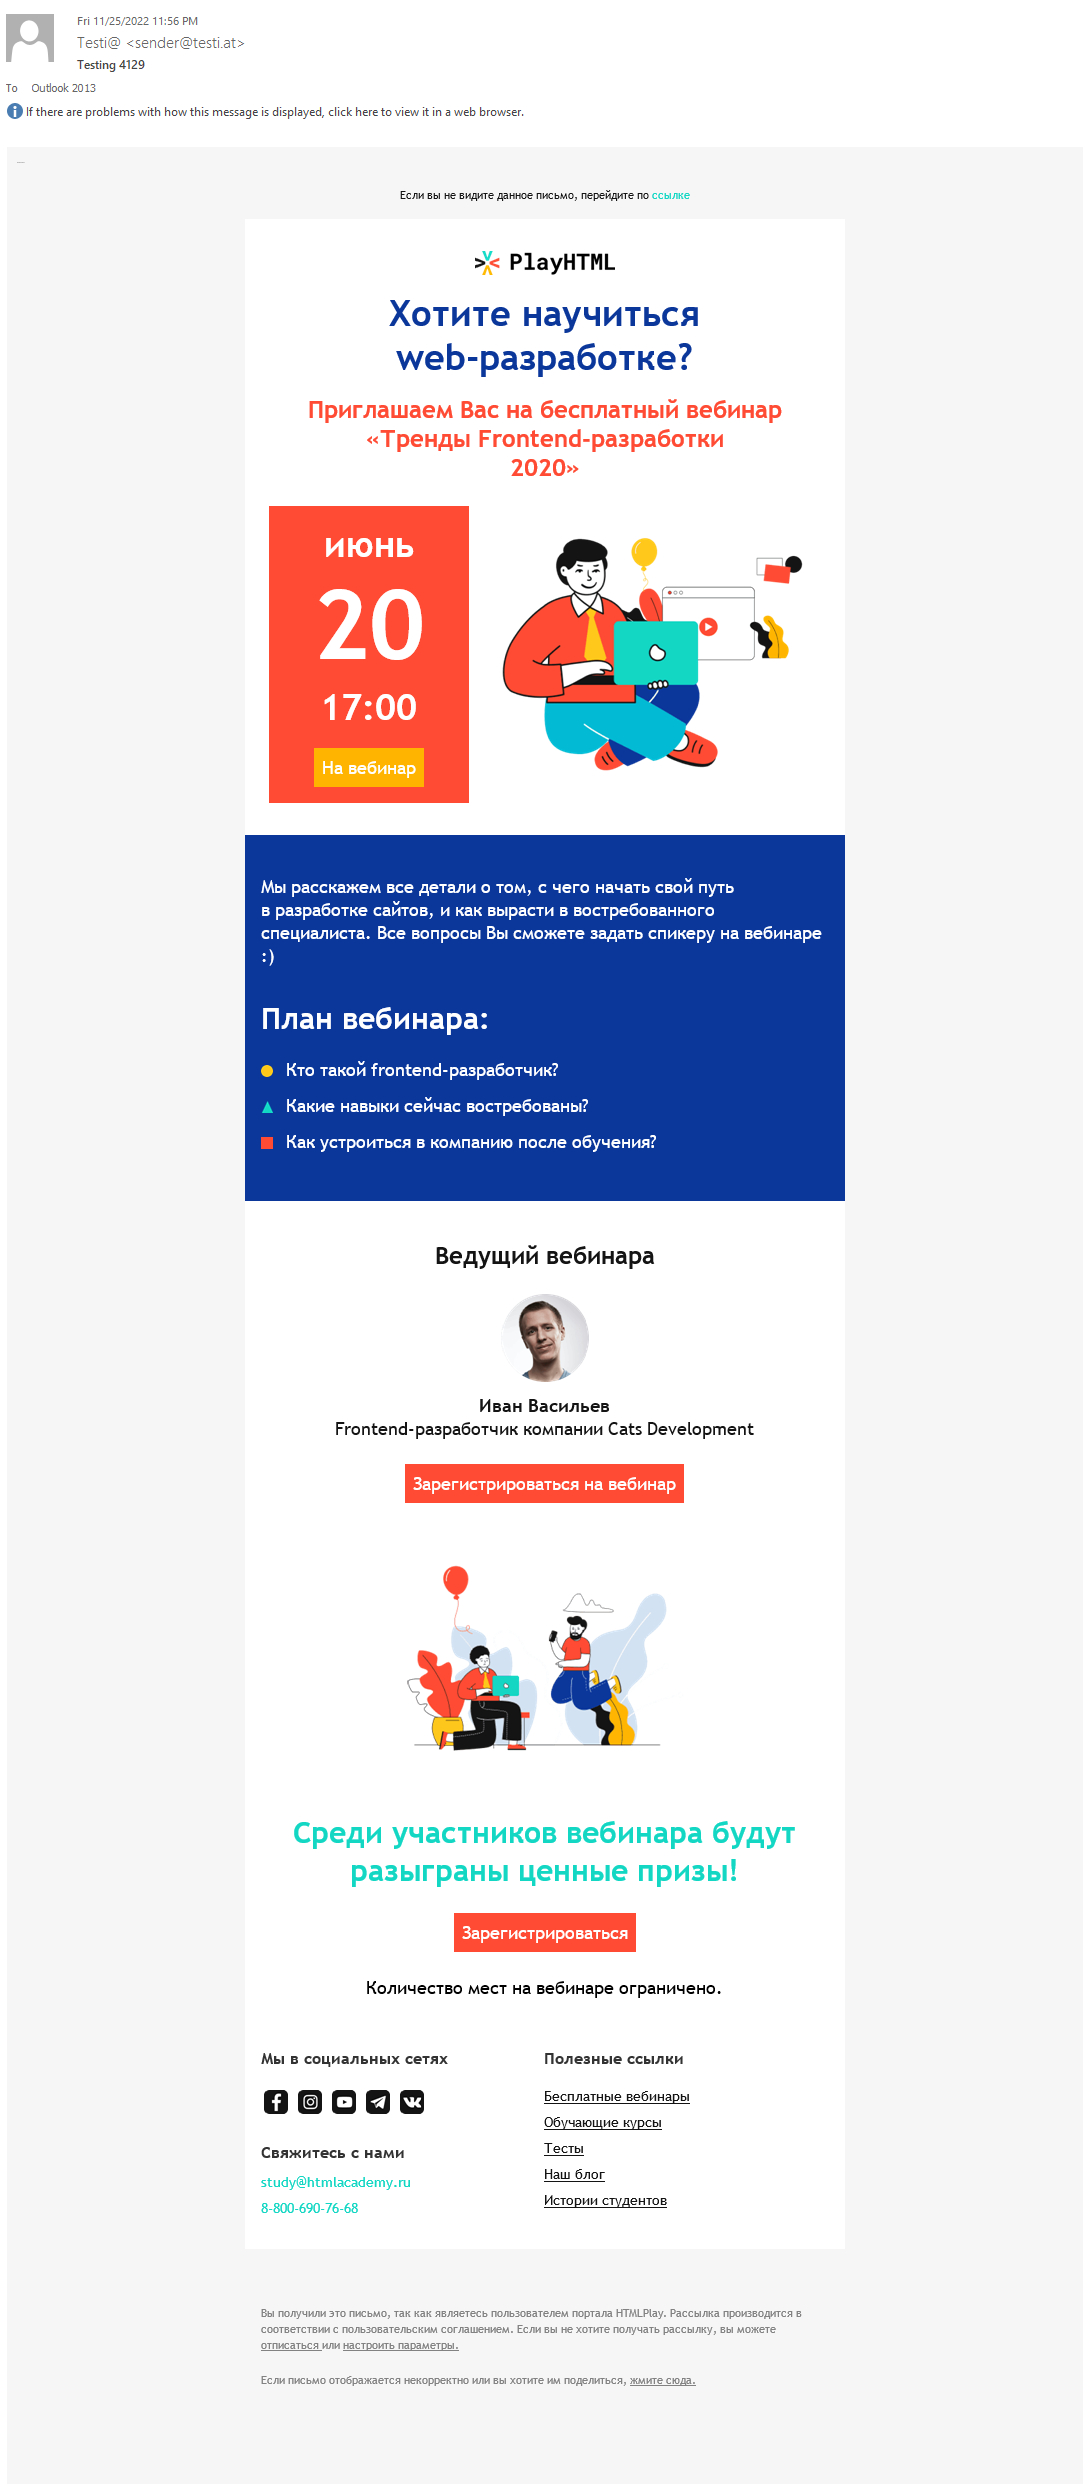 Fri 11/25/2022 11:56 PM
Testi@ <sender@testi.at>
Testing 4129
To Outlook 2013
If there are problems with how this message is displayed, click here to view it in a web browser.
Если вы не видите данное письмо, перейдите по ссылке
PlayHTML
Хотите научиться
web-разработке?
Приглашаем Вас на бесплатный вебинар
«Тренды Frontend-разработки
2020»
июнь
20
17:00
На вебинар
Мы расскажем все детали о том, с чего начать свой путь
в разработке сайтов, и как вырасти в востребованного
специалиста. Все вопросы Вы сможете задать спикеру на вебинаре
:)
План вебинара:
Кто такой frontend-разработчик?
Какие навыки сейчас востребованы?
Как устроиться в компанию после обучения?
Ведущий вебинара
Иван Васильев
Frontend-разработчик компании Cats Development
Зарегистрироваться на вебинар
Среди участников вебинара будут
разыграны ценные призы!
Зарегистрироваться
Количество мест на вебинаре ограничено.
Мы в социальных сетях
Свяжитесь с нами
study@htmlacademy.ru
8-800-690-76-68
Полезные ссылки
Бесплатные вебинары
Обучающие курсы
Тесты
Наш блог
Истории студентов
Вы получили это письмо, так как являетесь пользователем портала HTMLPlay. Рассылка производится в
соответствии с пользовательским соглашением. Если вы не хотите получать рассылку, вы можете
отписаться или настроить параметры.
Если письмо отображается некорректно или вы хотите им поделиться, жмите сюда.